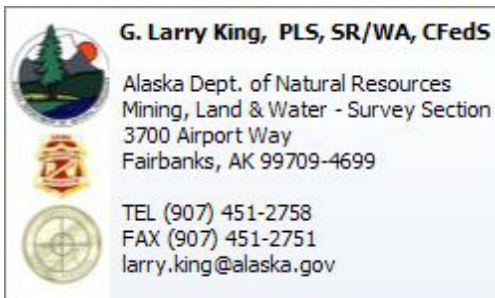 G. Larry King, PLS, SR/WA, CFedS
Alaska Dept. of Natural Resources
Mining, Land & Water - Survey Section
3700 Airport Way
Fairbanks, AK 99709-4699
TEL (907) 451-2758
FAX (907) 451-2751
larry.king@alaska.gov